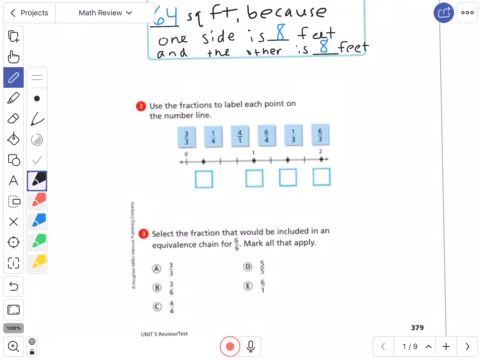 Projects
Math Review
64 sq ft, because
one side is 8 feet
and the other is 8 feet
2 Use the fractions to label each point on
the number line.
3/3 1/4 4/1 6/4 1/3 6/3
0 1 2
3 Select the fraction that would be included in an
equivalence chain for 6/6. Mark all that apply.
A 3/3
B 3/6
C 4/4
D 5/5
E 6/1
© Houghton Mifflin Harcourt Publishing Company
UNIT 5 Review/Test
379
100%
1 / 9